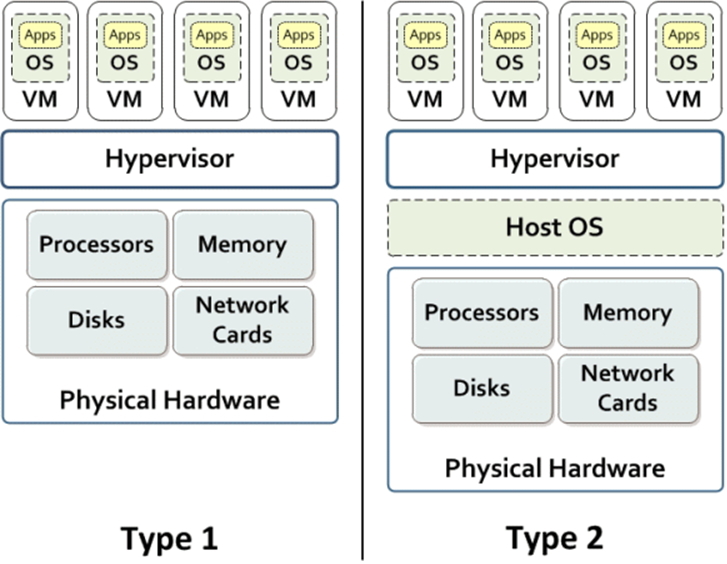 Apps Apps Apps Apps
OS OS OS OS
VM VM VM VM
Hypervisor
Processors Memory
Disks Network
Cards
Physical Hardware
Type 1
Apps Apps Apps Apps
OS OS OS OS
VM VM VM VM
Hypervisor
Host OS
Processors Memory
Disks Network
Cards
Physical Hardware
Type 2